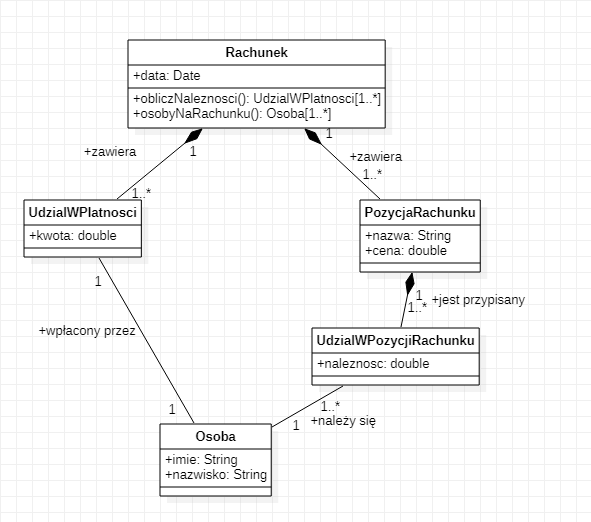 Rachunek
+data: Date
+obliczNaleznosci(): UdzialWPlatnosci[1..*]
+osobyNaRachunku(): Osoba[1..*]
1
+zawiera
1
+zawiera
1..*
1..*
UdzialWPlatnosci
+kwota: double
PozycjaRachunku
+nazwa: String
+cena: double
1
1
+jest przypisany
1..*
+wpłacony przez
UdzialWPozycjiRachunku
+naleznosc: double
1
1..*
1
+należy się
Osoba
+imie: String
+nazwisko: String